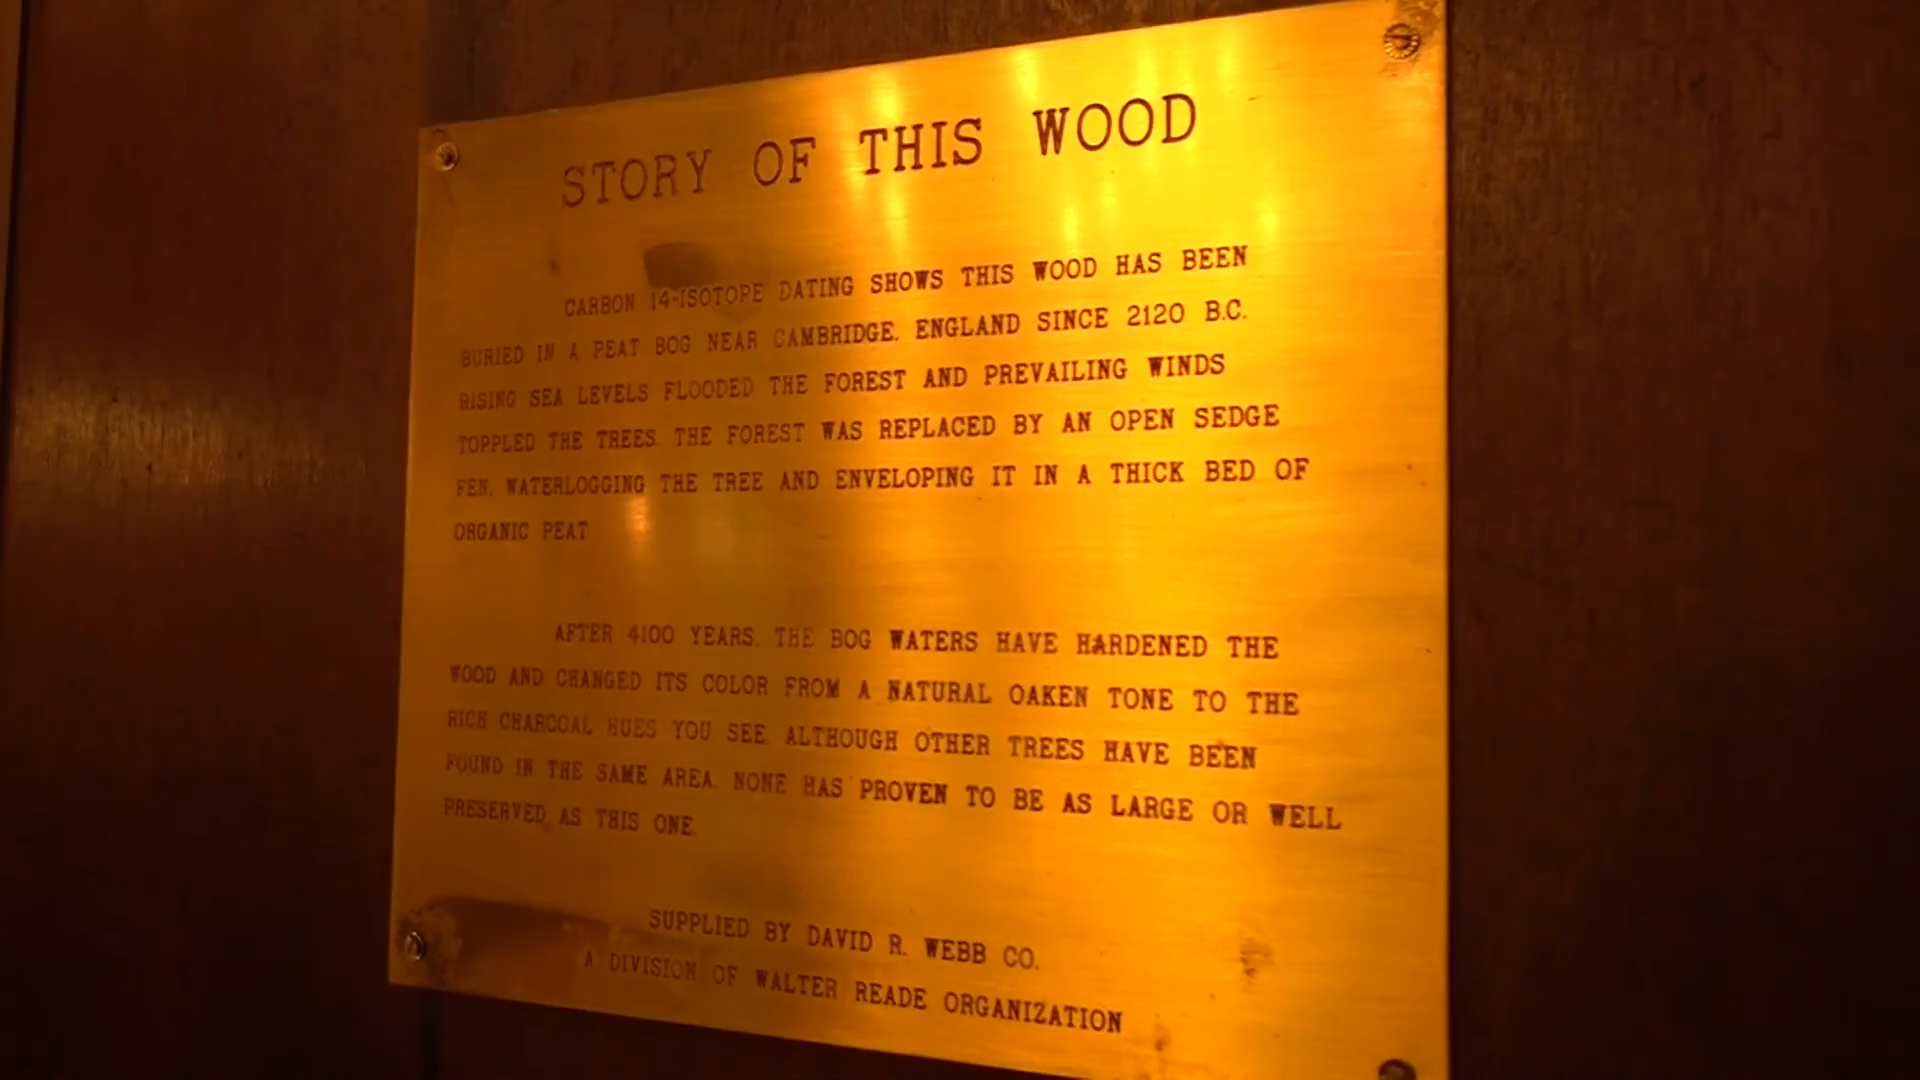 STORY OF THIS WOOD
CARBON 14-ISOTOPE DATING SHOWS THIS WOOD HAS BEEN
BURIED IN A PEAT BOG NEAR CAMBRIDGE, ENGLAND SINCE 2120 B.C.
RISING SEA LEVELS FLOODED THE FOREST AND PREVAILING WINDS
TOPPLED THE TREES. THE FOREST WAS REPLACED BY AN OPEN SEDGE
FEN, WATERLOGGING THE TREE AND ENVELOPING IT IN A THICK BED OF
ORGANIC PEAT
AFTER 4100 YEARS, THE BOG WATERS HAVE HARDENED THE
WOOD AND CHANGED ITS COLOR FROM A NATURAL OAKEN TONE TO THE
RICH CHARCOAL HUES YOU SEE. ALTHOUGH OTHER TREES HAVE BEEN
FOUND IN THE SAME AREA, NONE HAS PROVEN TO BE AS LARGE OR WELL
PRESERVED AS THIS ONE.
SUPPLIED BY DAVID R. WEBB CO.
A DIVISION OF WALTER READE ORGANIZATION